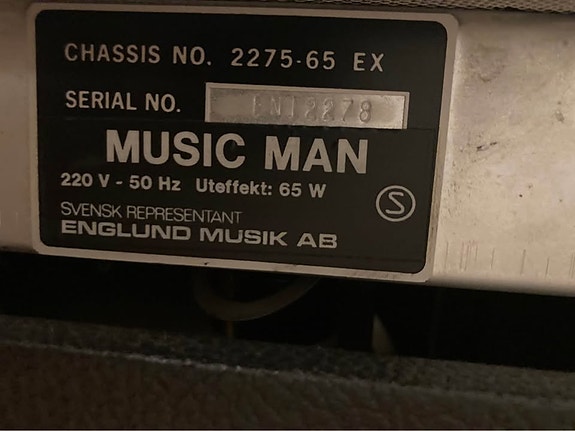 CHASSIS NO. 2275-65 EX
SERIAL NO. EN12278
MUSIC MAN
220 V - 50 Hz Uteffekt: 65 W
S
SVENSK REPRESENTANT
ENGLUND MUSIK AB